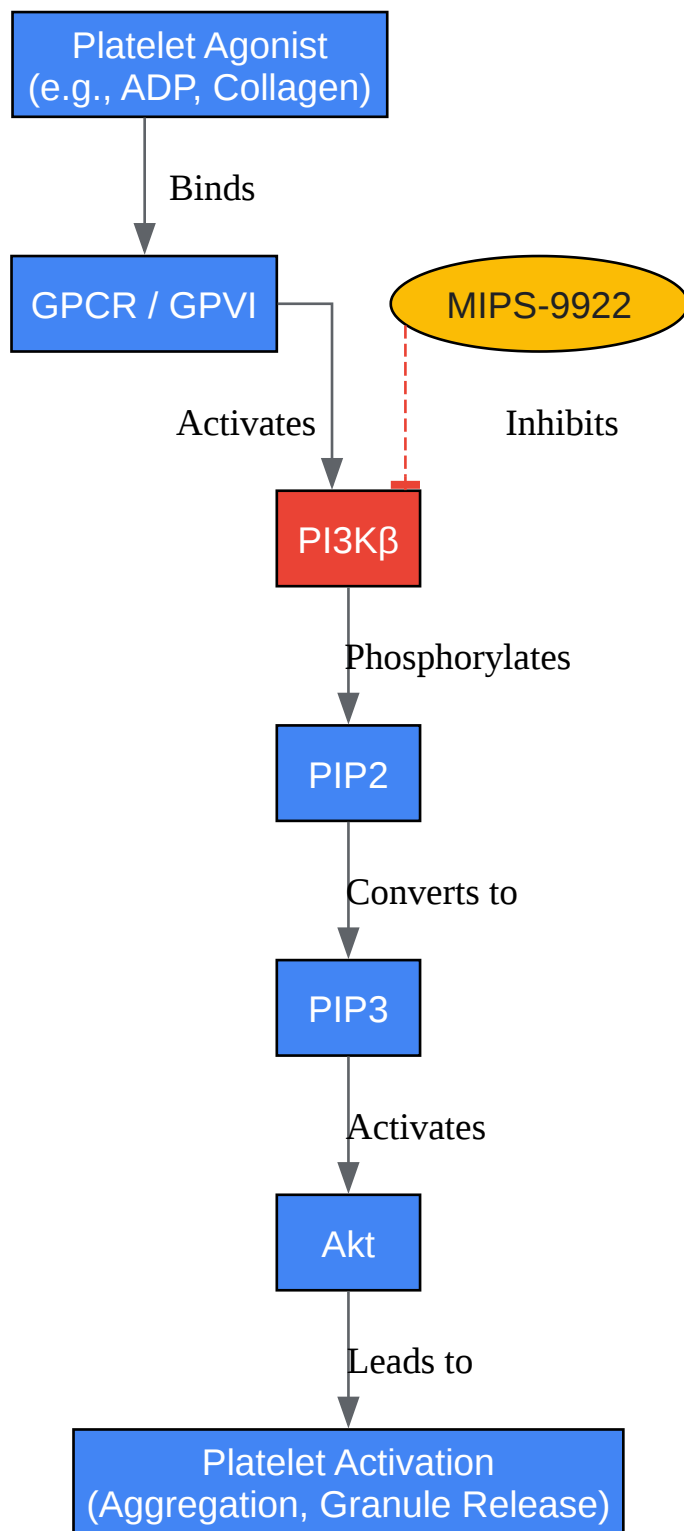 Platelet Agonist
(e.g., ADP, Collagen)
Binds
GPCR / GPVI
MIPS-9922
Activates
Inhibits
PI3Kβ
Phosphorylates
PIP2
Converts to
PIP3
Activates
Akt
Leads to
Platelet Activation
(Aggregation, Granule Release)